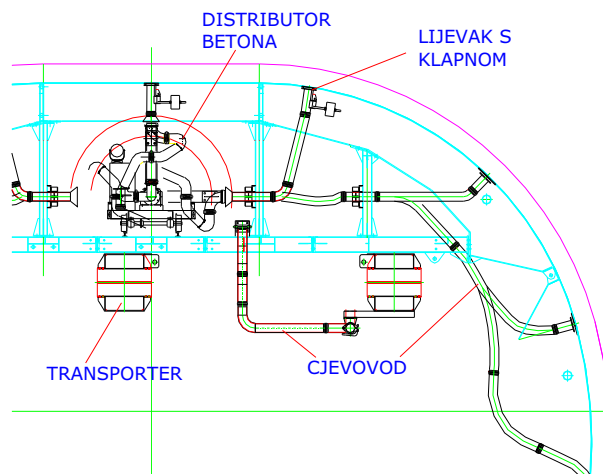 DISTRIBUTOR
BETONA
LIJEVAK S
KLAPNOM
TRANSPORTER
CJEVOVOD